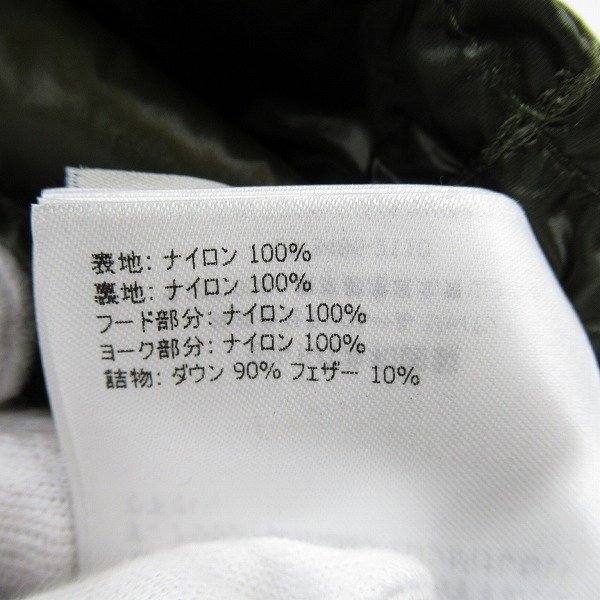 表地: ナイロン 100%
裏地: ナイロン 100%
フード部分: ナイロン 100%
ヨーク部分: ナイロン 100%
詰物: ダウン 90% フェザー 10%